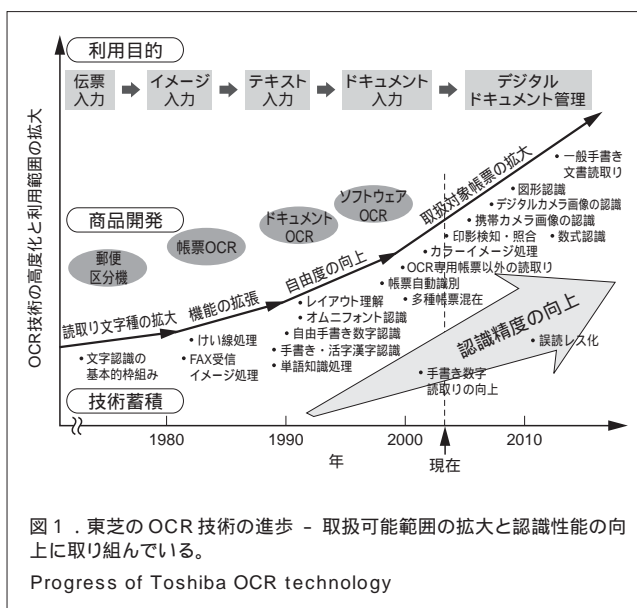 利用目的
伝票
入力
イメージ
入力
テキスト
入力
ドキュメント
入力
デジタル
ドキュメント管理
OCR技術の高度化と利用範囲の拡大
商品開発
郵便
区分機
帳票OCR
ドキュメント
OCR
ソフトウェア
OCR
読取り文字種の拡大
機能の拡張
自由度の向上
取扱対象帳票の拡大
・一般手書き
文書読取り
・図形認識
・デジタルカメラ画像の認識
・携帯カメラ画像の認識
・印影検知・照合
・数式認識
・カラーイメージ処理
・OCR専用帳票以外の読取り
・帳票自動識別
・多種帳票混在
・レイアウト理解
・オムニフォント認識
・自由手書き数字認識
・手書き・活字漢字認識
・単語知識処理
・けい線処理
・FAX受信
イメージ処理
・文字認識の
基本的枠組み
認識精度の向上
・誤読レス化
・手書き数字
読取りの向上
技術蓄積
1980
1990
2000
2010
年
現在
図1.東芝のOCR技術の進歩 - 取扱可能範囲の拡大と認識性能の向
上に取り組んでいる。
Progress of Toshiba OCR technology